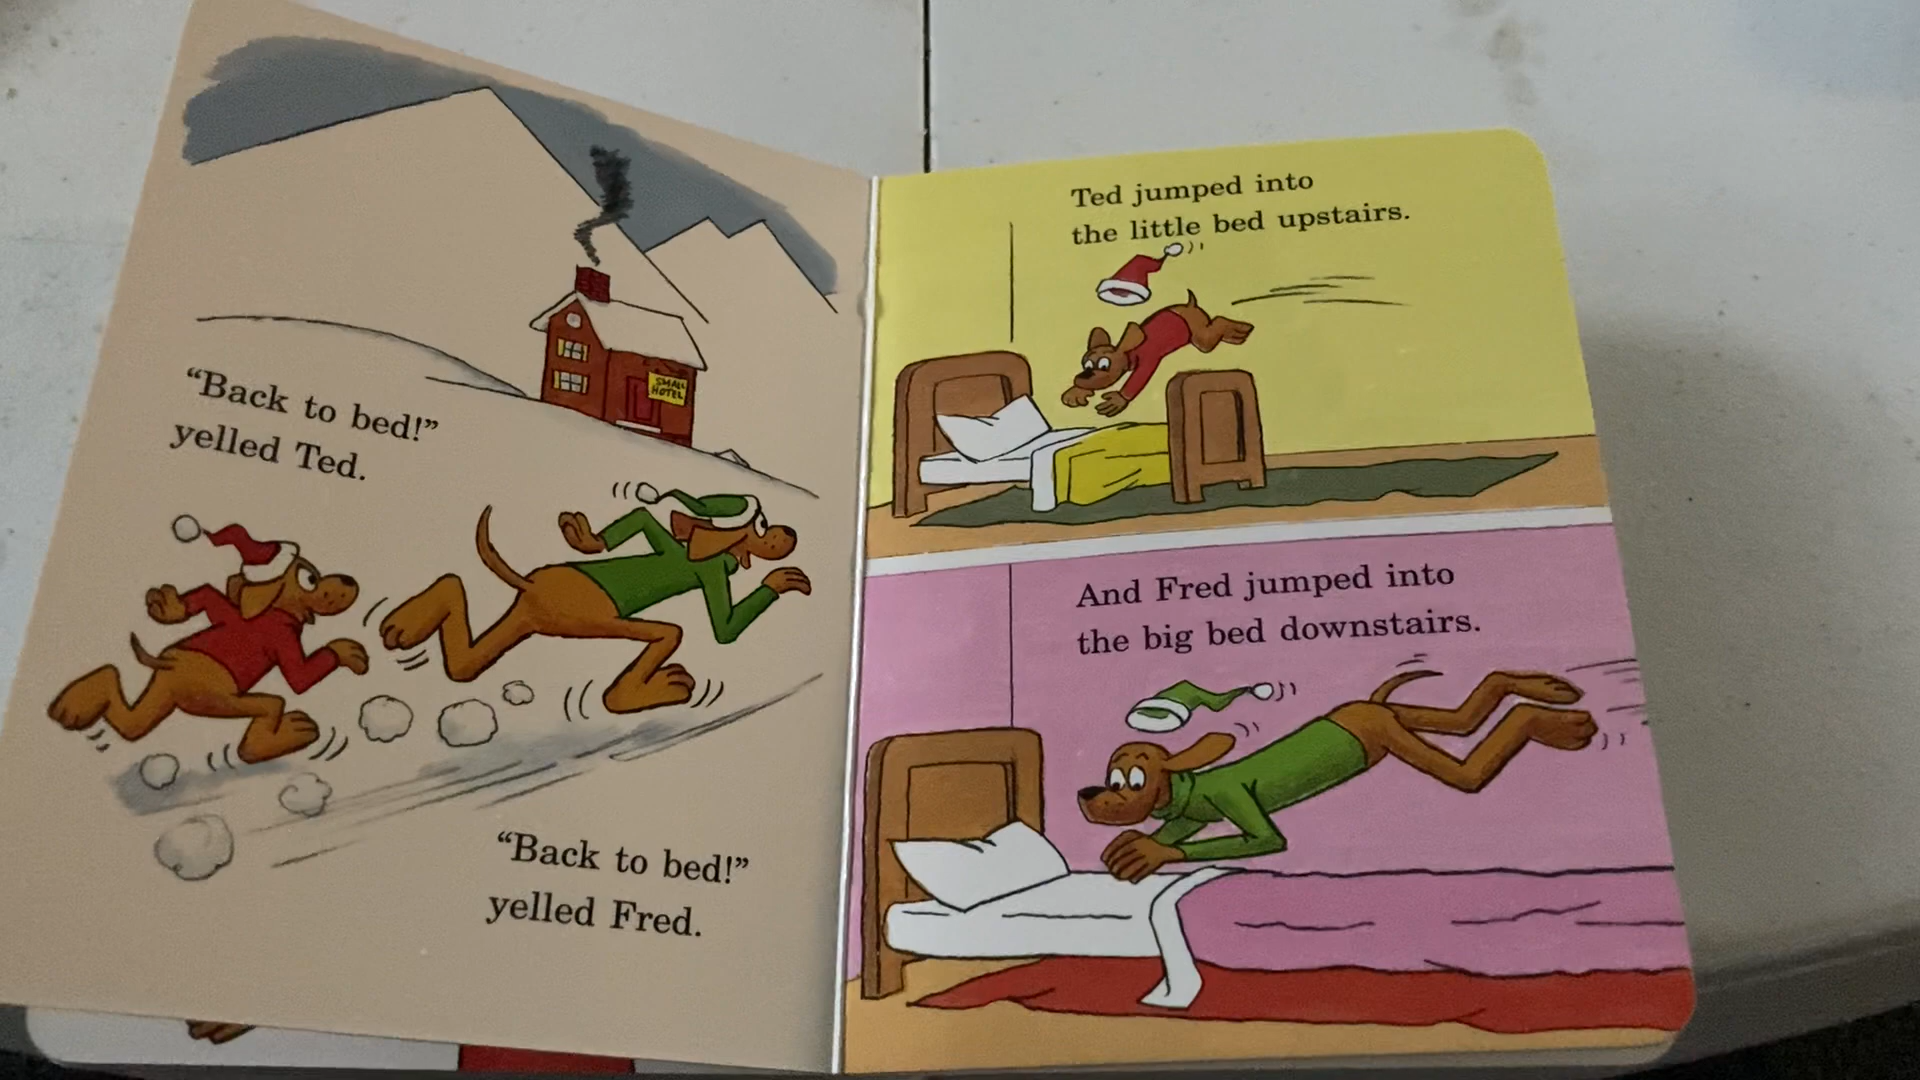 SMALL
HOTEL
“Back to bed!”
yelled Ted.
“Back to bed!”
yelled Fred.
Ted jumped into
the little bed upstairs.
And Fred jumped into
the big bed downstairs.